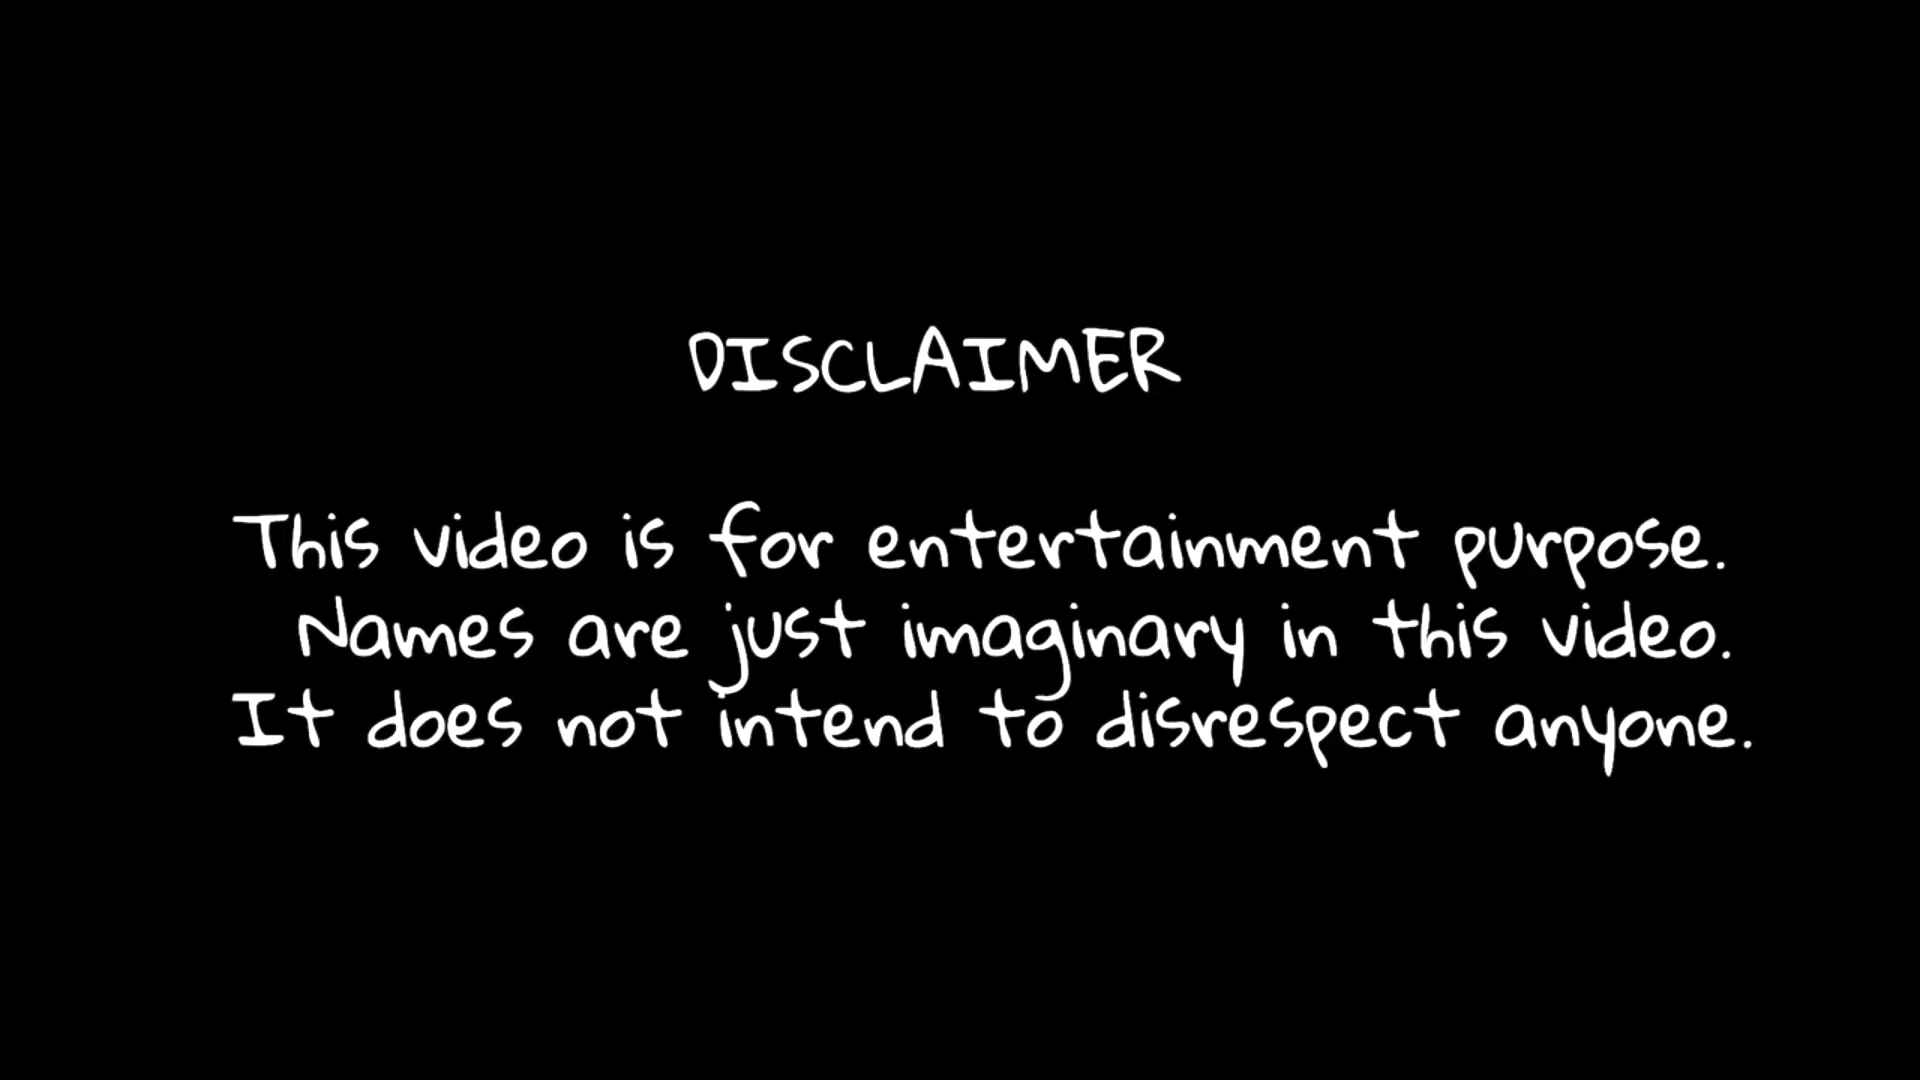 DISCLAIMER
This video is for entertainment purpose.
Names are just imaginary in this video.
It does not intend to disrespect anyone.